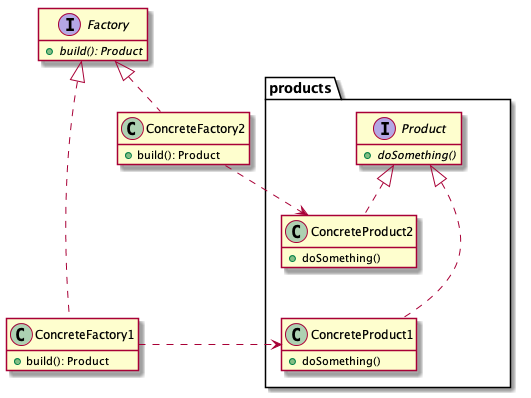 I Factory
build(): Product
products
C ConcreteFactory2
build(): Product
I Product
doSomething()
C ConcreteProduct2
doSomething()
C ConcreteFactory1
build(): Product
C ConcreteProduct1
doSomething()